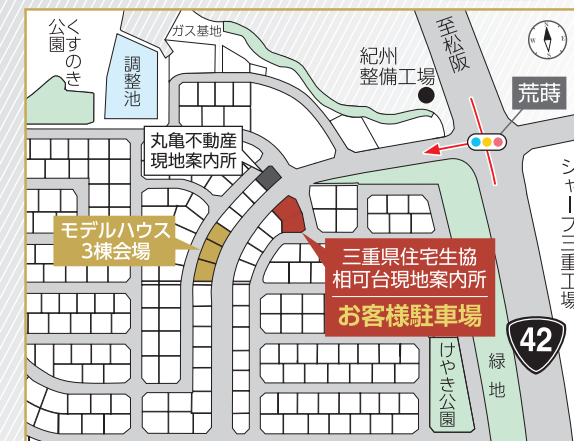 くすのき
公園
ガス基地
調整池
紀州
整備工場
至松阪
N
E
S
W
荒蒔
丸亀不動産
現地案内所
モデルハウス
3棟会場
三重県住宅生協
相可台現地案内所
お客様駐車場
シャープ三重工場
42
緑地
けやき公園